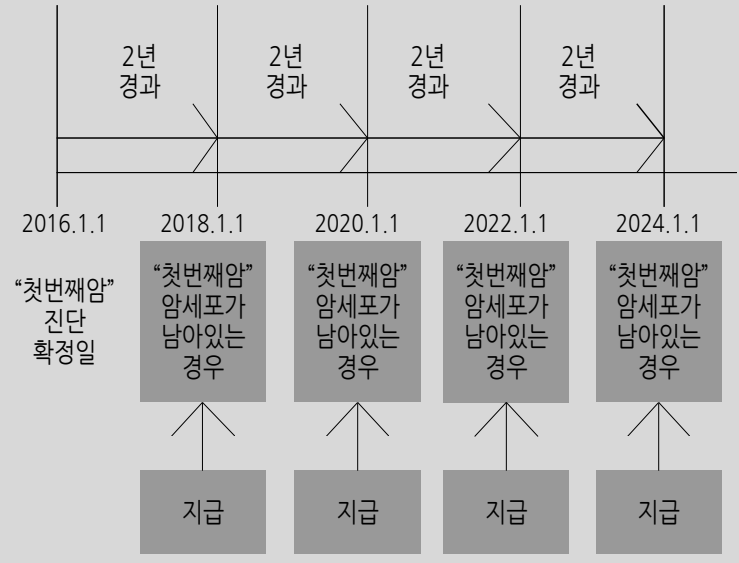 2년
경과
2년
경과
2년
경과
2년
경과
2016.1.1
2018.1.1
2020.1.1
2022.1.1
2024.1.1
“첫번째암”
진단
확정일
“첫번째암”
암세포가
남아있는
경우
“첫번째암”
암세포가
남아있는
경우
“첫번째암”
암세포가
남아있는
경우
“첫번째암”
암세포가
남아있는
경우
지급
지급
지급
지급